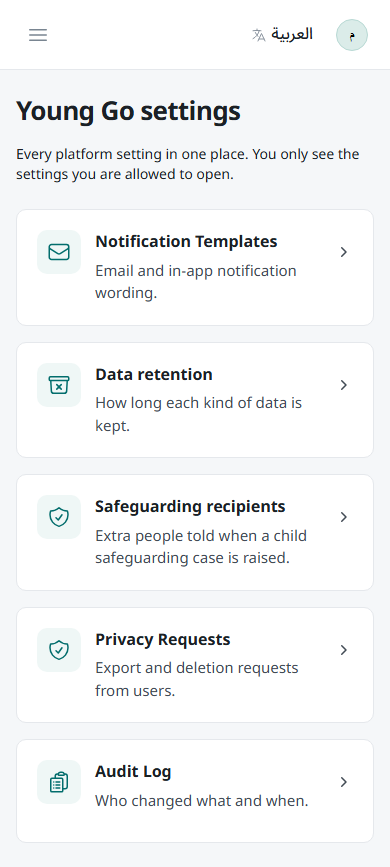 العربية
م
Young Go settings
Every platform setting in one place. You only see the
settings you are allowed to open.
Notification Templates
Email and in-app notification
wording.
Data retention
How long each kind of data is
kept.
Safeguarding recipients
Extra people told when a child
safeguarding case is raised.
Privacy Requests
Export and deletion requests
from users.
Audit Log
Who changed what and when.